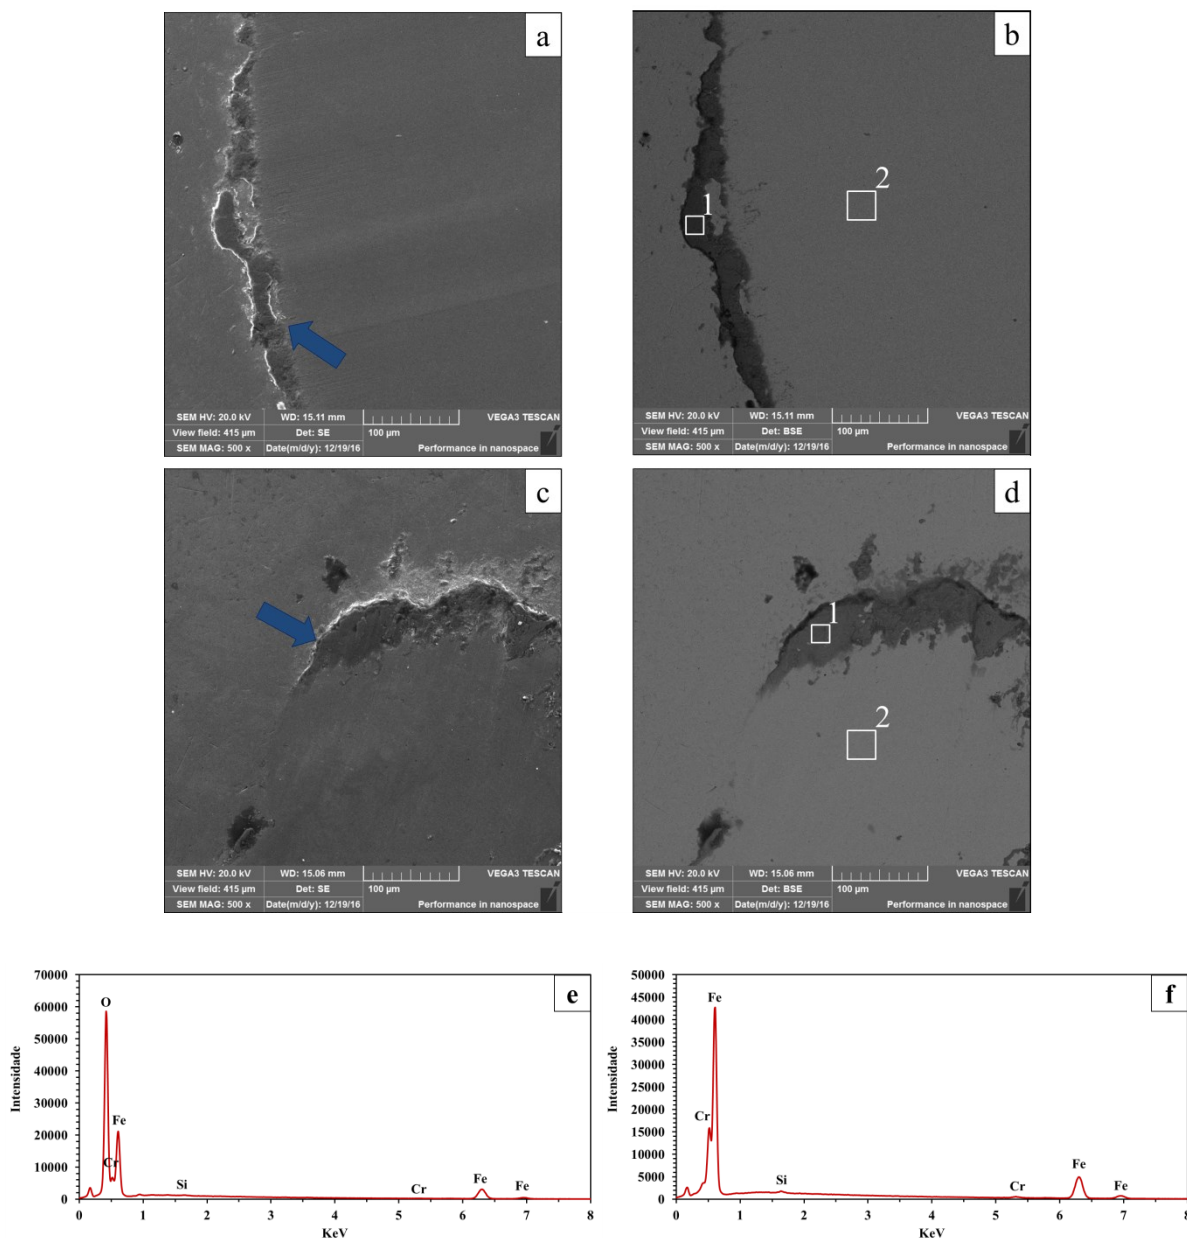 a
b
1
2
SEM HV: 20.0 kV WD: 15.11 mm VEGA3 TESCAN
View field: 415 µm Det: SE 100 µm
SEM MAG: 500 x Date(m/d/y): 12/19/16 Performance in nanospace
SEM HV: 20.0 kV WD: 15.11 mm VEGA3 TESCAN
View field: 415 µm Det: BSE 100 µm
SEM MAG: 500 x Date(m/d/y): 12/19/16 Performance in nanospace
c
d
1
2
SEM HV: 20.0 kV WD: 15.06 mm VEGA3 TESCAN
View field: 415 µm Det: SE 100 µm
SEM MAG: 500 x Date(m/d/y): 12/19/16 Performance in nanospace
SEM HV: 20.0 kV WD: 15.06 mm VEGA3 TESCAN
View field: 415 µm Det: BSE 100 µm
SEM MAG: 500 x Date(m/d/y): 12/19/16 Performance in nanospace
e
Intensidade
70000
60000
50000
40000
30000
20000
10000
0
O
Fe
Cr
Si
Cr
Fe
Fe
0 1 2 3 4 5 6 7 8
KeV
f
Intensidade
50000
45000
40000
35000
30000
25000
20000
15000
10000
5000
0
Fe
Cr
Si
Cr
Fe
Fe
0 1 2 3 4 5 6 7 8
KeV